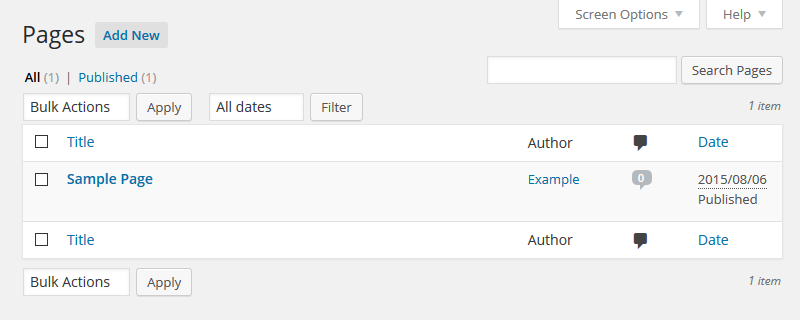 Screen Options Help
Pages Add New
All (1) | Published (1)
Search Pages
Bulk Actions Apply All dates Filter 1 item
Title Author Date
Sample Page Example 0 2015/08/06
Published
Title Author Date
Bulk Actions Apply 1 item